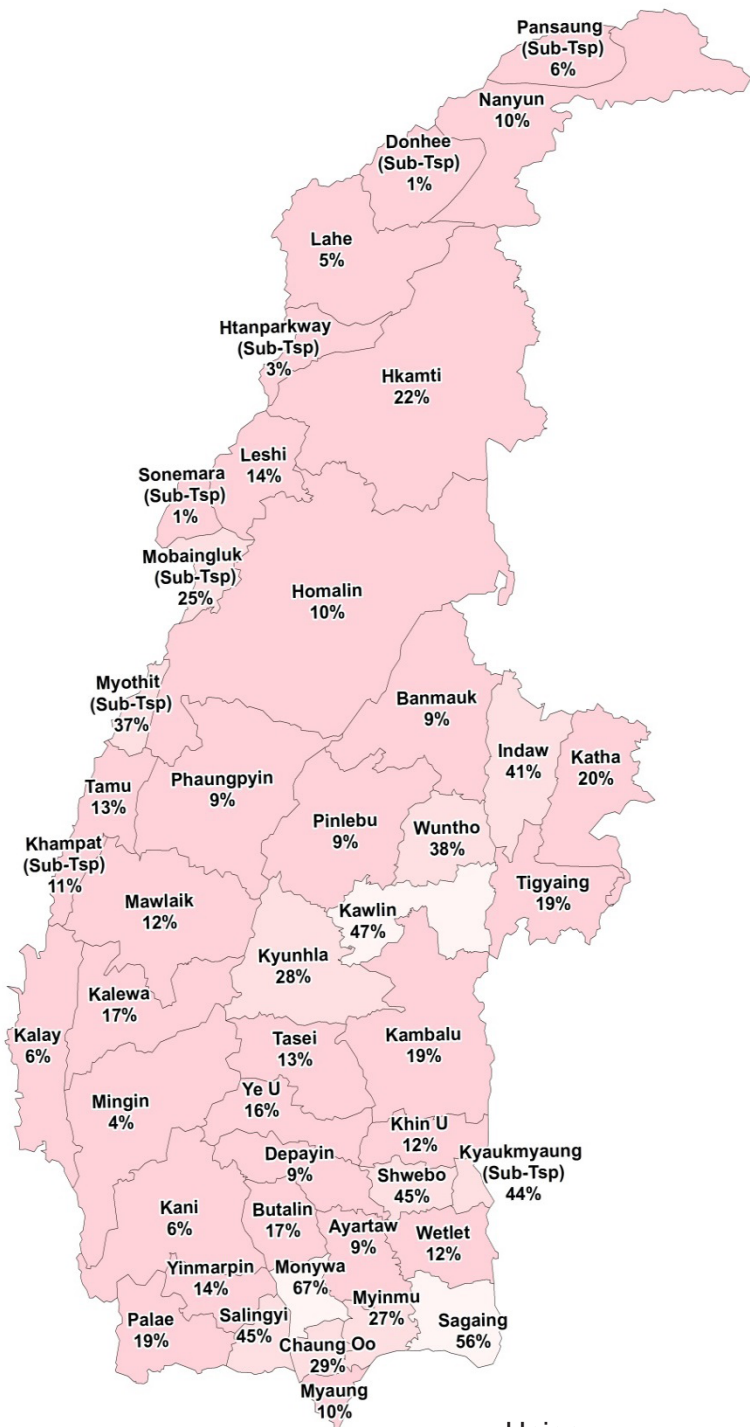 Pansaung
(Sub-Tsp)
6%
Nanyun
10%
Donhee
(Sub-Tsp)
1%
Lahe
5%
Htanparkway
(Sub-Tsp)
3%
Hkamti
22%
Leshi
14%
Sonemara
(Sub-Tsp)
1%
Mobaingluk
(Sub-Tsp)
25%
Homalin
10%
Myothit
(Sub-Tsp)
37%
Banmauk
9%
Indaw
41%
Katha
20%
Tamu
13%
Phaungpyin
9%
Pinlebu
9%
Wuntho
38%
Khampat
(Sub-Tsp)
11%
Mawlaik
12%
Tigyaing
19%
Kawlin
47%
Kyunhla
28%
Kalewa
17%
Kalay
6%
Tasei
13%
Kambalu
19%
Mingin
4%
Ye U
16%
Khin U
12%
Kyaukmyaung
(Sub-Tsp)
44%
Depayin
9%
Shwebo
45%
Kani
6%
Butalin
17%
Ayartaw
9%
Wetlet
12%
Yinmarpin
14%
Monywa
67%
Myinmu
27%
Sagaing
56%
Palae
19%
Salingyi
45%
Chaung Oo
29%
Myaung
10%